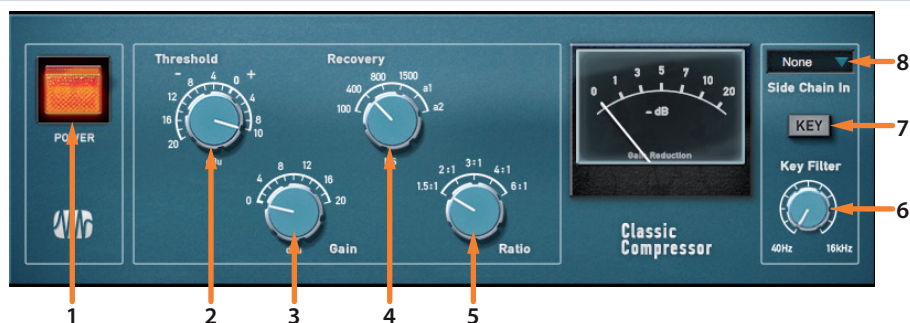 POWER
Threshold
- +
20 16 12 8 4 0 4 8 10
Recovery
100 400 800 1500 a1 a2
0 4 8 12 16 20
Gain
1.5:1 2:1 3:1 4:1 6:1
Ratio
0 1 3 5 7 10 20
- dB
Gain Reduction
Classic
Compressor
None
Side Chain In
KEY
Key Filter
40Hz 16kHz
8
7
6
1 2 3 4 5